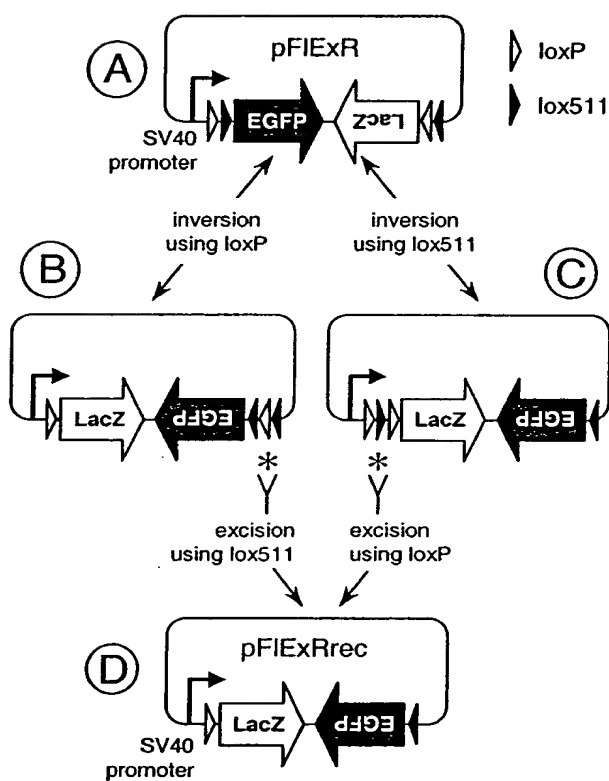 A
pFlExR
loxP
lox511
EGFP
LacZ
SV40
promoter
inversion
using loxP
inversion
using lox511
B
C
LacZ
EGFP
LacZ
EGFP
*
*
excision
using lox511
excision
using loxP
D
pFlExRrec
LacZ
EGFP
SV40
promoter